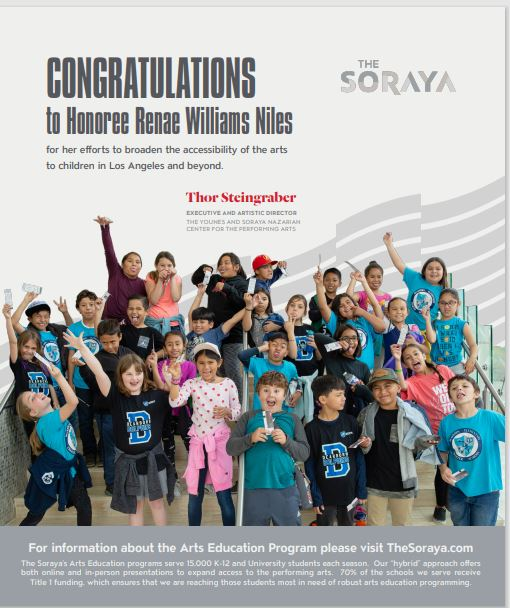 CONGRATULATIONS
to Honoree Renae Williams Niles
for her efforts to broaden the accessibility of the arts
to children in Los Angeles and beyond.
THE
SORAYA
Thor Steingraber
EXECUTIVE AND ARTISTIC DIRECTOR
THE YOUNES AND SORAYA NAZARIAN
CENTER FOR THE PERFORMING ARTS
DEARBORN
D
D
WE
For information about the Arts Education Program please visit TheSoraya.com
The Soraya's Arts Education programs serve 15,000 K-12 and University students each season. Our "hybrid" approach offers
both online and in-person presentations to expand access to the performing arts. 70% of the schools we serve receive
Title 1 funding, which ensures that we are reaching those students most in need of robust arts education programming.